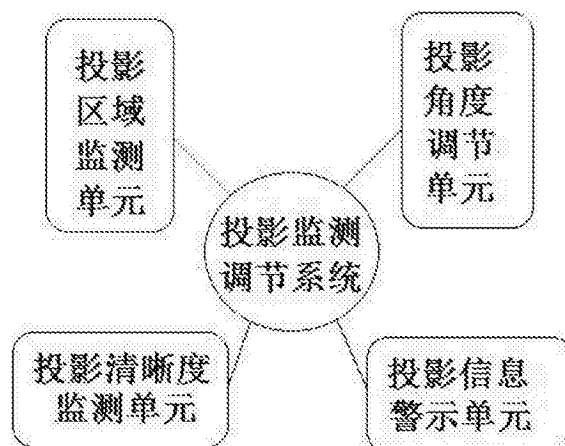 投影
区域
监测
单元
投影
角度
调节
单元
投影监测
调节系统
投影清晰度
监测单元
投影信息
警示单元